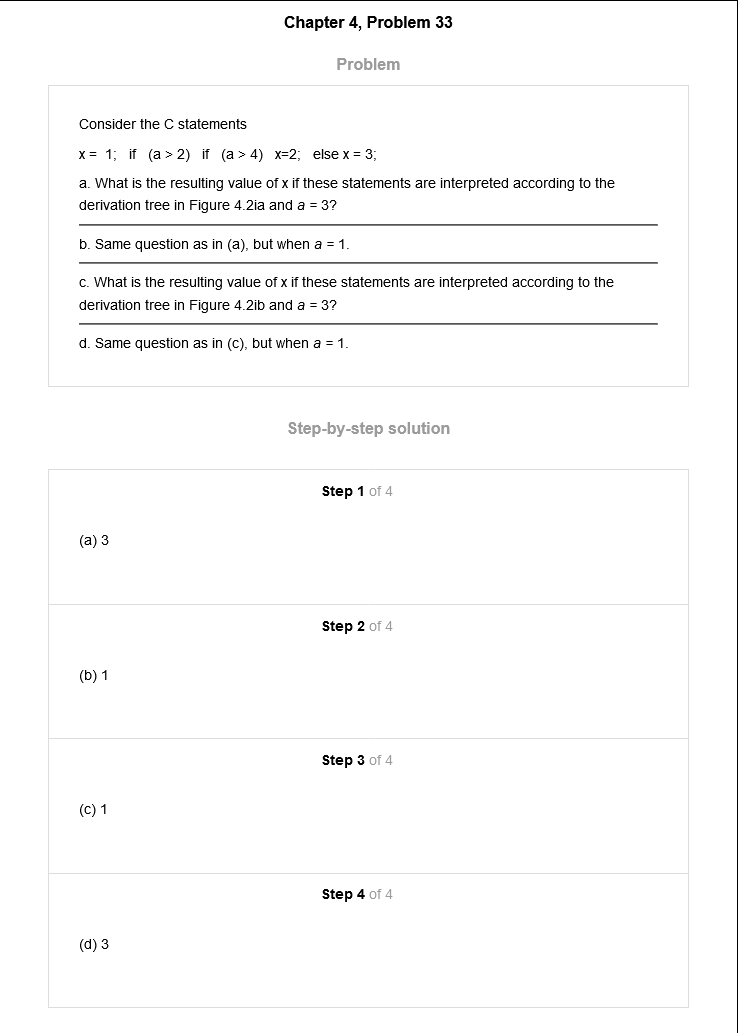 Chapter 4, Problem 33
Problem
Consider the C statements
x = 1; if (a > 2) if (a > 4) x=2; else x = 3;
a. What is the resulting value of x if these statements are interpreted according to the
derivation tree in Figure 4.2ia and a = 3?
b. Same question as in (a), but when a = 1.
c. What is the resulting value of x if these statements are interpreted according to the
derivation tree in Figure 4.2ib and a = 3?
d. Same question as in (c), but when a = 1.
Step-by-step solution
Step 1 of 4
(a) 3
Step 2 of 4
(b) 1
Step 3 of 4
(c) 1
Step 4 of 4
(d) 3